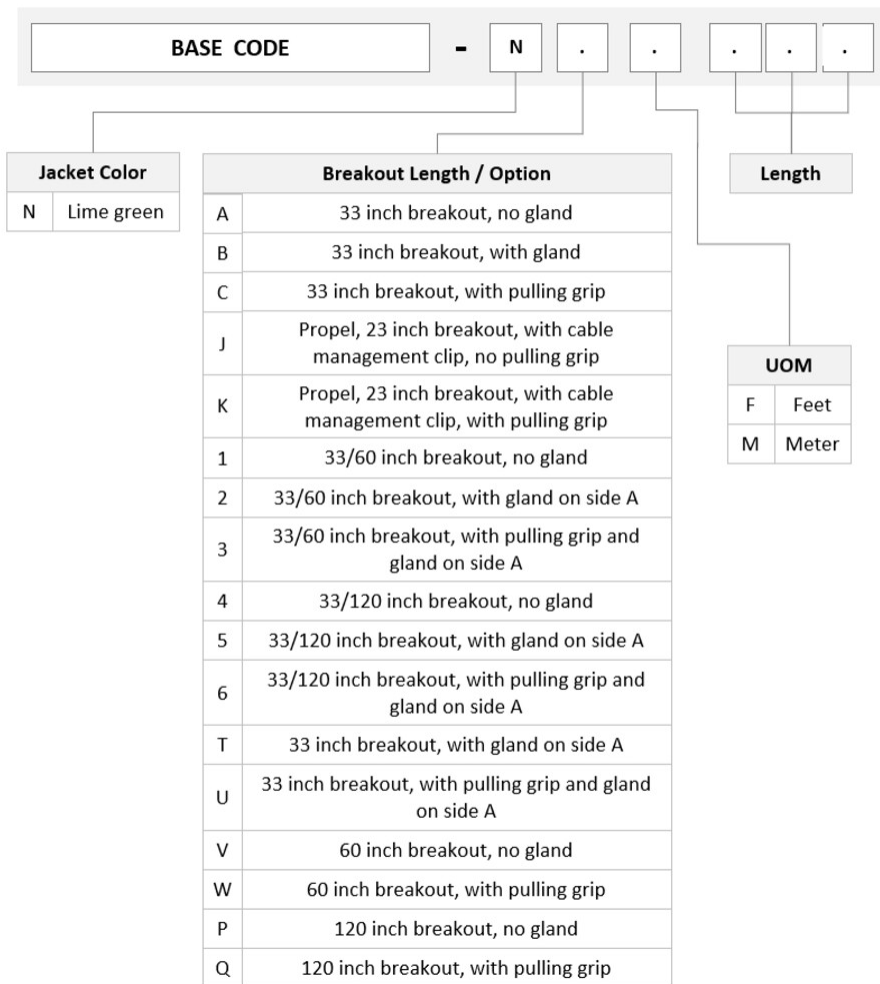 BASE CODE - N . . . . .
Jacket Color
N Lime green
Breakout Length / Option
A 33 inch breakout, no gland
B 33 inch breakout, with gland
C 33 inch breakout, with pulling grip
J Propel, 23 inch breakout, with cable
management clip, no pulling grip
K Propel, 23 inch breakout, with cable
management clip, with pulling grip
1 33/60 inch breakout, no gland
2 33/60 inch breakout, with gland on side A
3 33/60 inch breakout, with pulling grip and
gland on side A
4 33/120 inch breakout, no gland
5 33/120 inch breakout, with gland on side A
6 33/120 inch breakout, with pulling grip and
gland on side A
T 33 inch breakout, with gland on side A
U 33 inch breakout, with pulling grip and gland
on side A
V 60 inch breakout, no gland
W 60 inch breakout, with pulling grip
P 120 inch breakout, no gland
Q 120 inch breakout, with pulling grip
Length
UOM
F Feet
M Meter